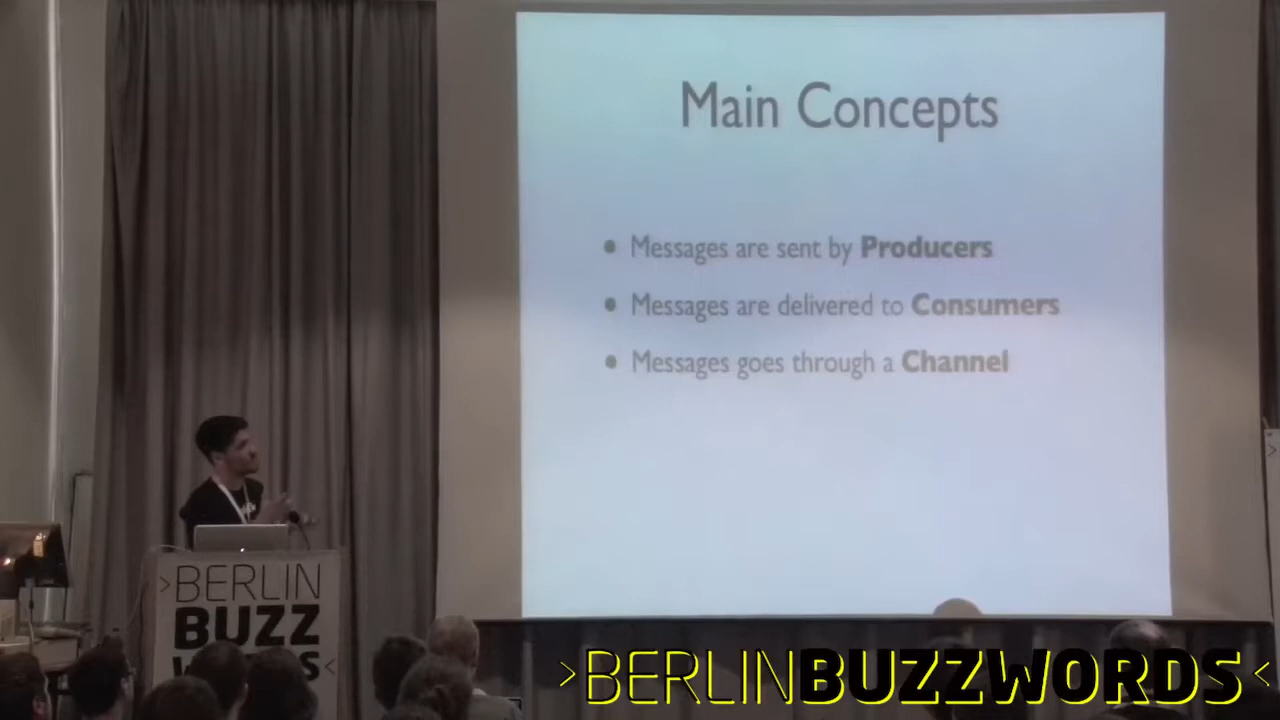 Main Concepts
• Messages are sent by Producers
• Messages are delivered to Consumers
• Messages goes through a Channel
>BERLIN
BUZZ
WORDS<
>BERLINBUZZWORDS<